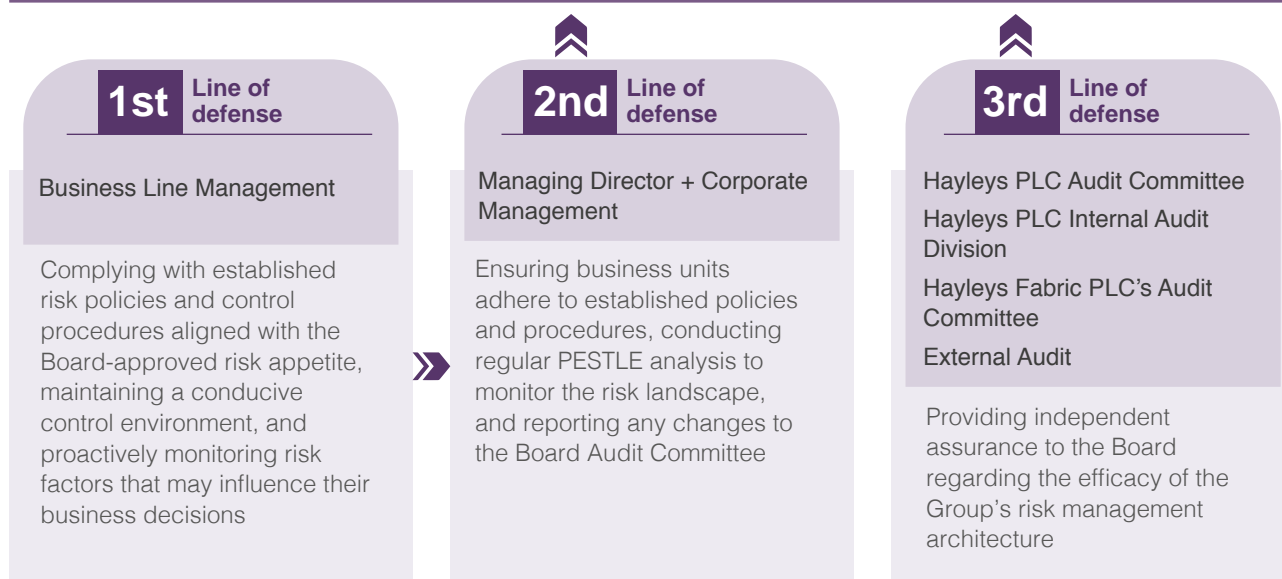 1st Line of
defense
Business Line Management
Complying with established
risk policies and control
procedures aligned with the
Board-approved risk appetite,
maintaining a conducive
control environment, and
proactively monitoring risk
factors that may influence their
business decisions
2nd Line of
defense
Managing Director + Corporate
Management
Ensuring business units
adhere to established policies
and procedures, conducting
regular PESTLE analysis to
monitor the risk landscape,
and reporting any changes to
the Board Audit Committee
3rd Line of
defense
Hayleys PLC Audit Committee
Hayleys PLC Internal Audit
Division
Hayleys Fabric PLC’s Audit
Committee
External Audit
Providing independent
assurance to the Board
regarding the efficacy of the
Group’s risk management
architecture